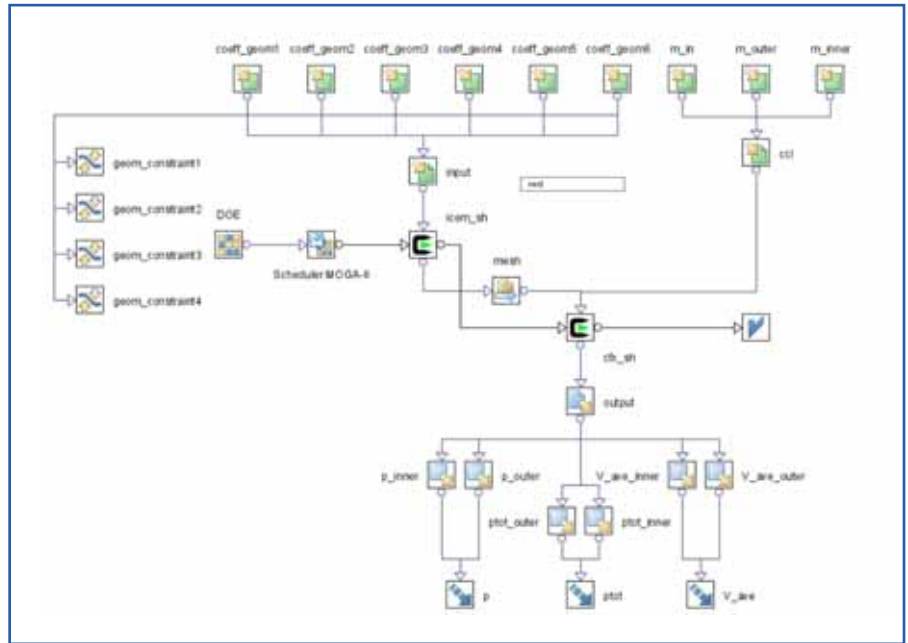 coeff_geom1 coeff_geom2 coeff_geom3 coeff_geom4 coeff_geom5 coeff_geom6 m_in m_outer m_inner
geom_constraint1
input
ccl
geom_constraint2
DOE
icem_sh
geom_constraint3
Scheduler MOGA-II
mesh
geom_constraint4
cfx_sh
output
p_inner p_outer V_ave_inner V_ave_outer
ptot_outer ptot_inner
p ptot V_ave